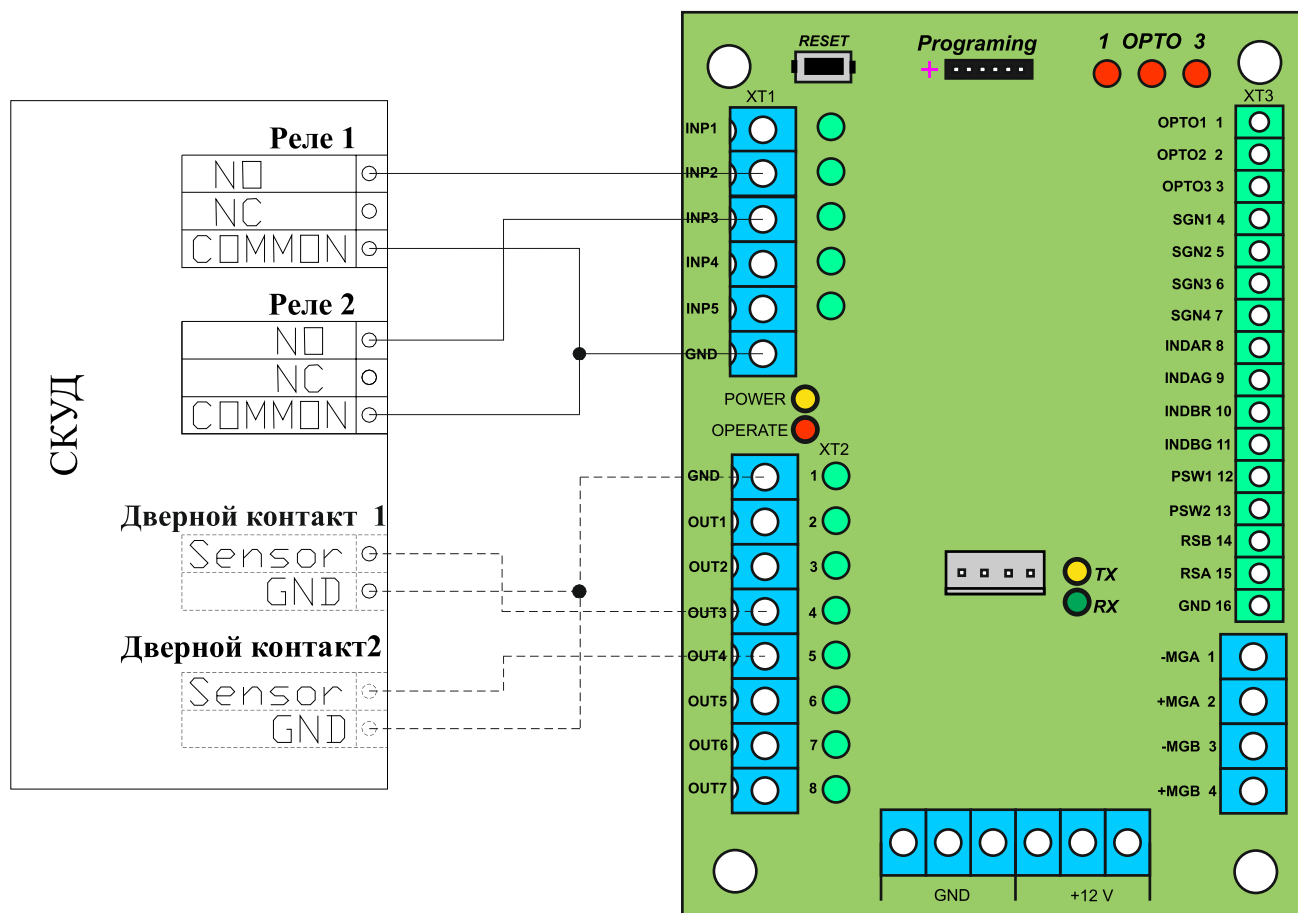 СКУД
Реле 1
NO
NC
COMMON
Реле 2
NO
NC
COMMON
Дверной контакт 1
Sensor
GND
Дверной контакт2
Sensor
GND
RESET
Programing
+
1 OPTO 3
XT1
INP1
INP2
INP3
INP4
INP5
GND
POWER
OPERATE
XT2
GND 1
OUT1 2
OUT2 3
OUT3 4
OUT4 5
OUT5 6
OUT6 7
OUT7 8
TX
RX
XT3
OPTO1 1
OPTO2 2
OPTO3 3
SGN1 4
SGN2 5
SGN3 6
SGN4 7
INDAR 8
INDAG 9
INDBR 10
INDBG 11
PSW1 12
PSW2 13
RSB 14
RSA 15
GND 16
-MGA 1
+MGA 2
-MGB 3
+MGB 4
GND
+12 V